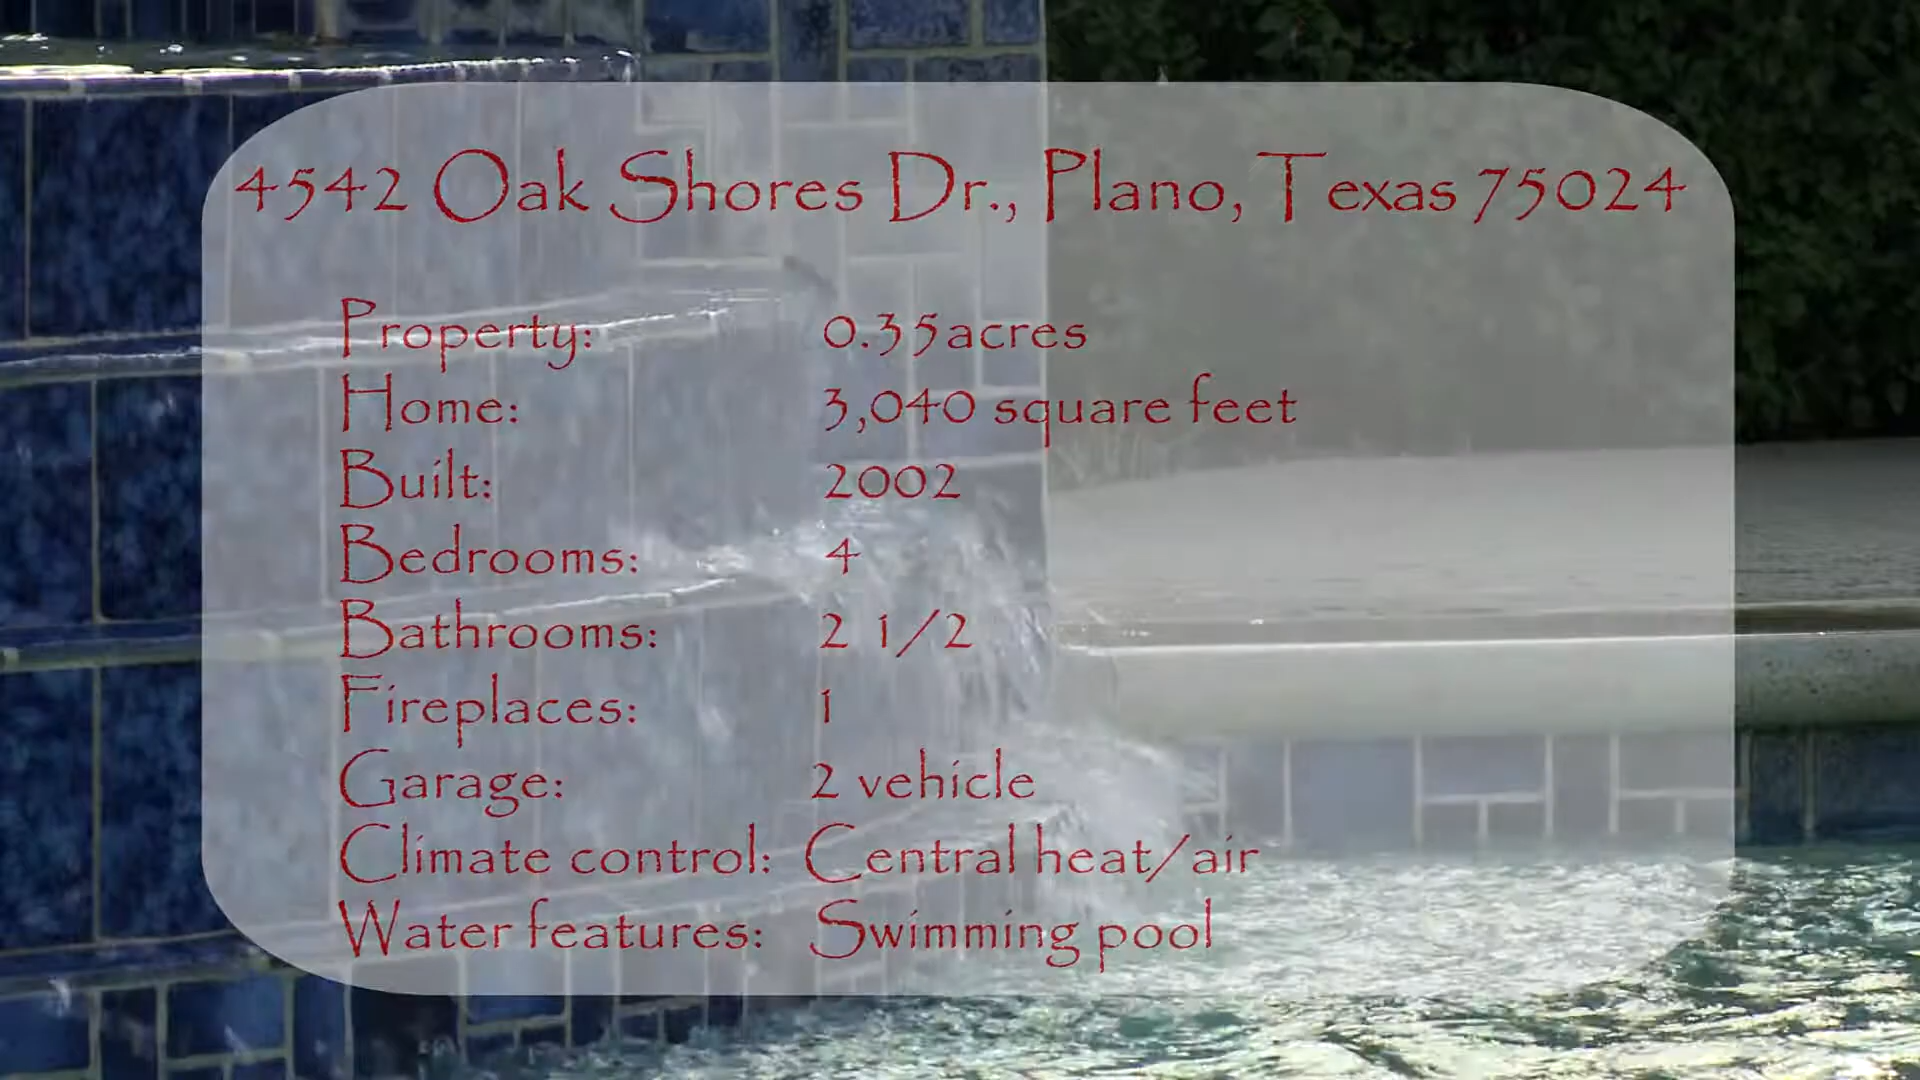 4542 Oak Shores Dr., Plano, Texas 75024
Property: 0.35acres
Home: 3,040 square feet
Built: 2002
Bedrooms: 4
Bathrooms: 2 1/2
Fireplaces: 1
Garage: 2 vehicle
Climate control: Central heat/air
Water features: Swimming pool